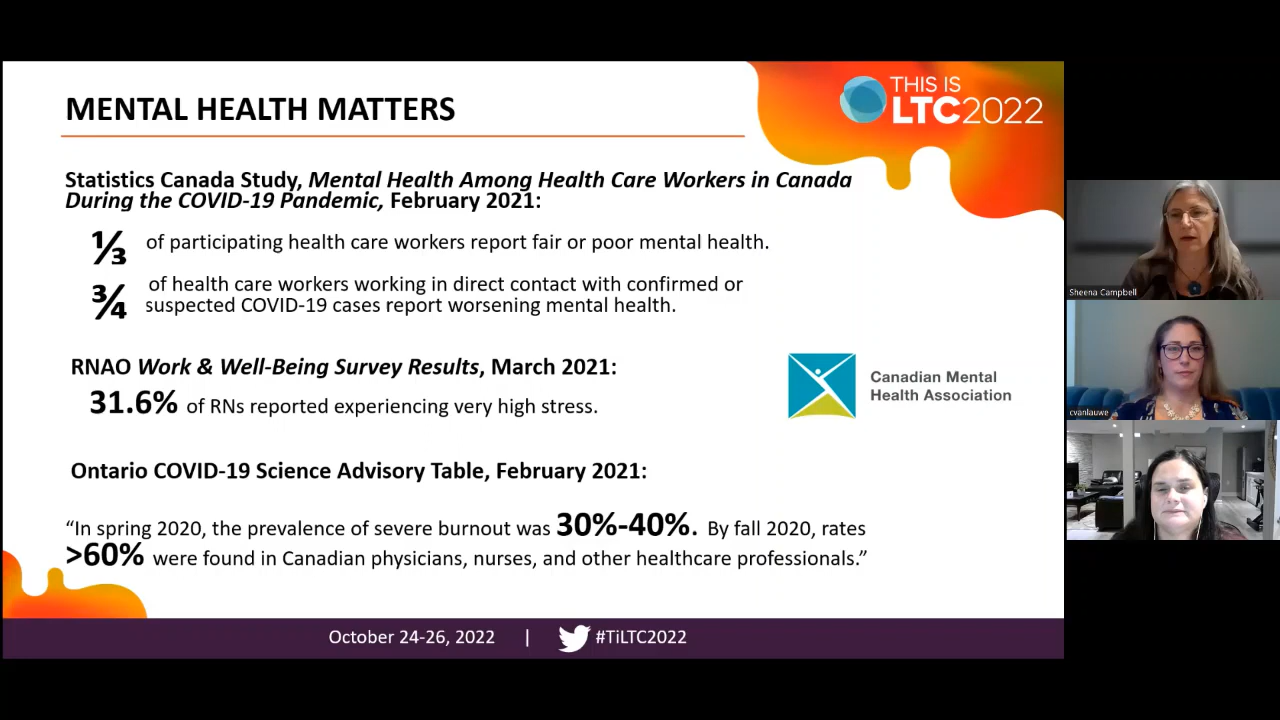 MENTAL HEALTH MATTERS
THIS IS
LTC2022
Statistics Canada Study, Mental Health Among Health Care Workers in Canada
During the COVID-19 Pandemic, February 2021:
⅓ of participating health care workers report fair or poor mental health.
¾ of health care workers working in direct contact with confirmed or
suspected COVID-19 cases report worsening mental health.
RNAO Work & Well-Being Survey Results, March 2021:
31.6% of RNs reported experiencing very high stress.
Canadian Mental
Health Association
Ontario COVID-19 Science Advisory Table, February 2021:
“In spring 2020, the prevalence of severe burnout was 30%-40%. By fall 2020, rates
>60% were found in Canadian physicians, nurses, and other healthcare professionals.”
October 24-26, 2022 | #TiLTC2022
Sheena Campbell
cvanlauwe